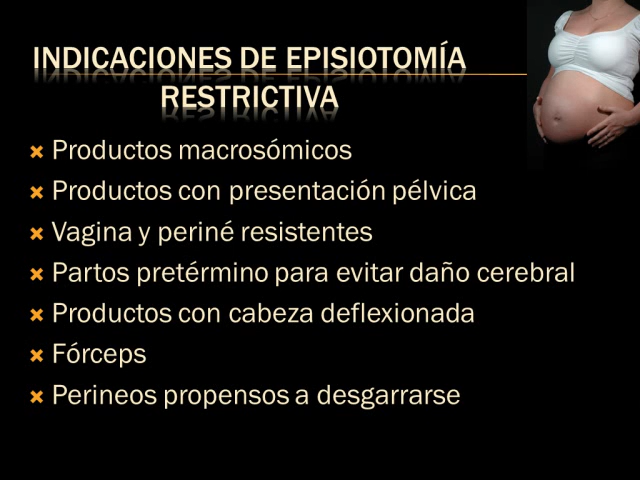 INDICACIONES DE EPISIOTOMÍA
RESTRICTIVA
Productos macrosómicos
Productos con presentación pélvica
Vagina y periné resistentes
Partos pretérmino para evitar daño cerebral
Productos con cabeza deflexionada
Fórceps
Perineos propensos a desgarrarse